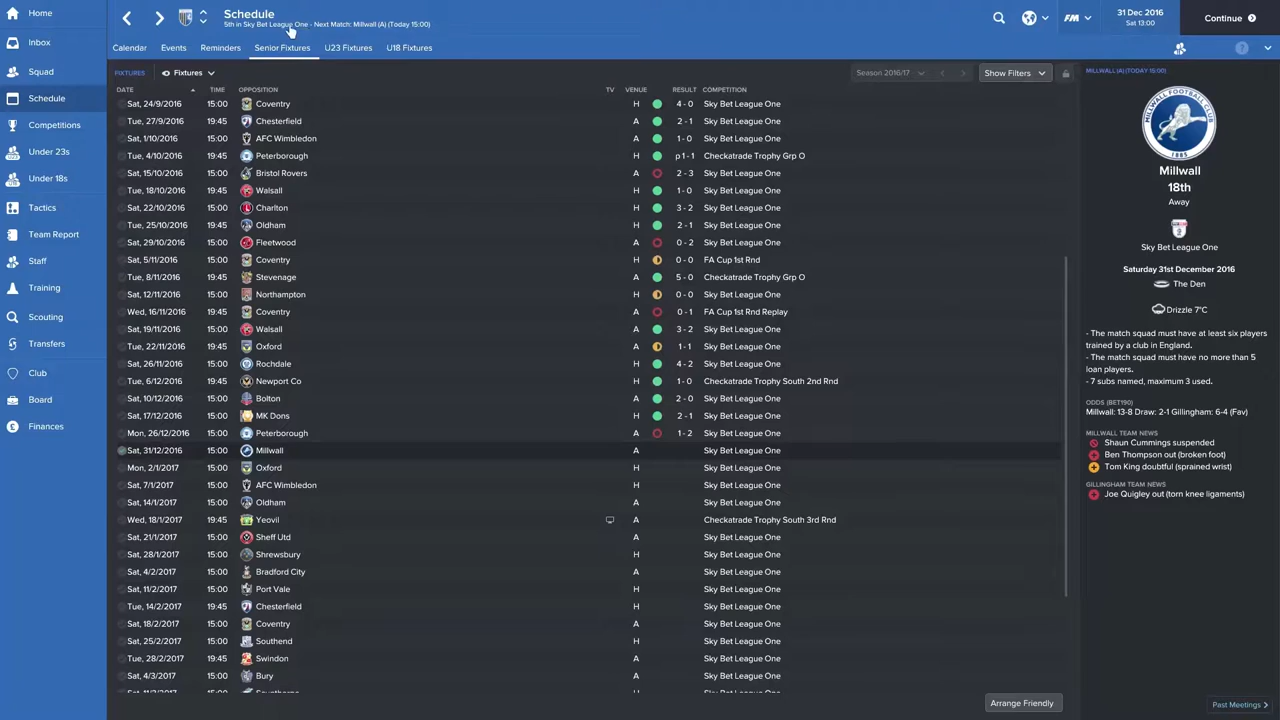 Home
Inbox
Squad
Schedule
Competitions
Under 23s
Under 18s
Tactics
Team Report
Staff
Training
Scouting
Transfers
Club
Board
Finances
Schedule
5th in Sky Bet League One - Next Match: Millwall (A) (Today 15:00)
FM
31 Dec 2016
Sat 13:00
Continue
Calendar Events Reminders Senior Fixtures U23 Fixtures U18 Fixtures
FIXTURES Fixtures Season 2016/17 Show Filters
DATE TIME OPPOSITION TV VENUE RESULT COMPETITION
Sat, 24/9/2016 15:00 Coventry H 4 - 0 Sky Bet League One
Tue, 27/9/2016 19:45 Chesterfield A 2 - 1 Sky Bet League One
Sat, 1/10/2016 15:00 AFC Wimbledon A 1 - 0 Sky Bet League One
Tue, 4/10/2016 19:45 Peterborough H p 1 - 1 Checkatrade Trophy Grp O
Sat, 15/10/2016 15:00 Bristol Rovers A 2 - 3 Sky Bet League One
Tue, 18/10/2016 19:45 Walsall H 1 - 0 Sky Bet League One
Sat, 22/10/2016 15:00 Charlton H 3 - 2 Sky Bet League One
Tue, 25/10/2016 19:45 Oldham H 2 - 1 Sky Bet League One
Sat, 29/10/2016 15:00 Fleetwood A 0 - 2 Sky Bet League One
Sat, 5/11/2016 15:00 Coventry H 0 - 0 FA Cup 1st Rnd
Tue, 8/11/2016 19:45 Stevenage A 5 - 0 Checkatrade Trophy Grp O
Sat, 12/11/2016 15:00 Northampton H 0 - 0 Sky Bet League One
Wed, 16/11/2016 19:45 Coventry A 0 - 1 FA Cup 1st Rnd Replay
Sat, 19/11/2016 15:00 Walsall A 3 - 2 Sky Bet League One
Tue, 22/11/2016 19:45 Oxford A 1 - 1 Sky Bet League One
Sat, 26/11/2016 15:00 Rochdale H 4 - 2 Sky Bet League One
Tue, 6/12/2016 19:45 Newport Co H 1 - 0 Checkatrade Trophy South 2nd Rnd
Sat, 10/12/2016 15:00 Bolton A 2 - 0 Sky Bet League One
Sat, 17/12/2016 15:00 MK Dons H 2 - 1 Sky Bet League One
Mon, 26/12/2016 15:00 Peterborough A 1 - 2 Sky Bet League One
Sat, 31/12/2016 15:00 Millwall A Sky Bet League One
Mon, 2/1/2017 15:00 Oxford H Sky Bet League One
Sat, 7/1/2017 15:00 AFC Wimbledon H Sky Bet League One
Sat, 14/1/2017 15:00 Oldham A Sky Bet League One
Wed, 18/1/2017 19:45 Yeovil A Checkatrade Trophy South 3rd Rnd
Sat, 21/1/2017 15:00 Sheff Utd A Sky Bet League One
Sat, 28/1/2017 15:00 Shrewsbury H Sky Bet League One
Sat, 4/2/2017 15:00 Bradford City A Sky Bet League One
Sat, 11/2/2017 15:00 Port Vale H Sky Bet League One
Tue, 14/2/2017 19:45 Chesterfield H Sky Bet League One
Sat, 18/2/2017 15:00 Coventry A Sky Bet League One
Sat, 25/2/2017 15:00 Southend H Sky Bet League One
Tue, 28/2/2017 19:45 Swindon A Sky Bet League One
Sat, 4/3/2017 15:00 Bury A Sky Bet League One
Arrange Friendly
MILLWALL (A) (TODAY 15:00)
MILLWALL FOOTBALL CLUB
1885
Millwall
18th
Away
Sky Bet League One
Saturday 31st December 2016
The Den
Drizzle 7°C
- The match squad must have at least six players
trained by a club in England.
- The match squad must have no more than 5
loan players.
- 7 subs named, maximum 3 used.
ODDS (BET190)
Millwall: 13-8 Draw: 2-1 Gillingham: 6-4 (Fav)
MILLWALL TEAM NEWS
Shaun Cummings suspended
Ben Thompson out (broken foot)
Tom King doubtful (sprained wrist)
GILLINGHAM TEAM NEWS
Joe Quigley out (torn knee ligaments)
Past Meetings